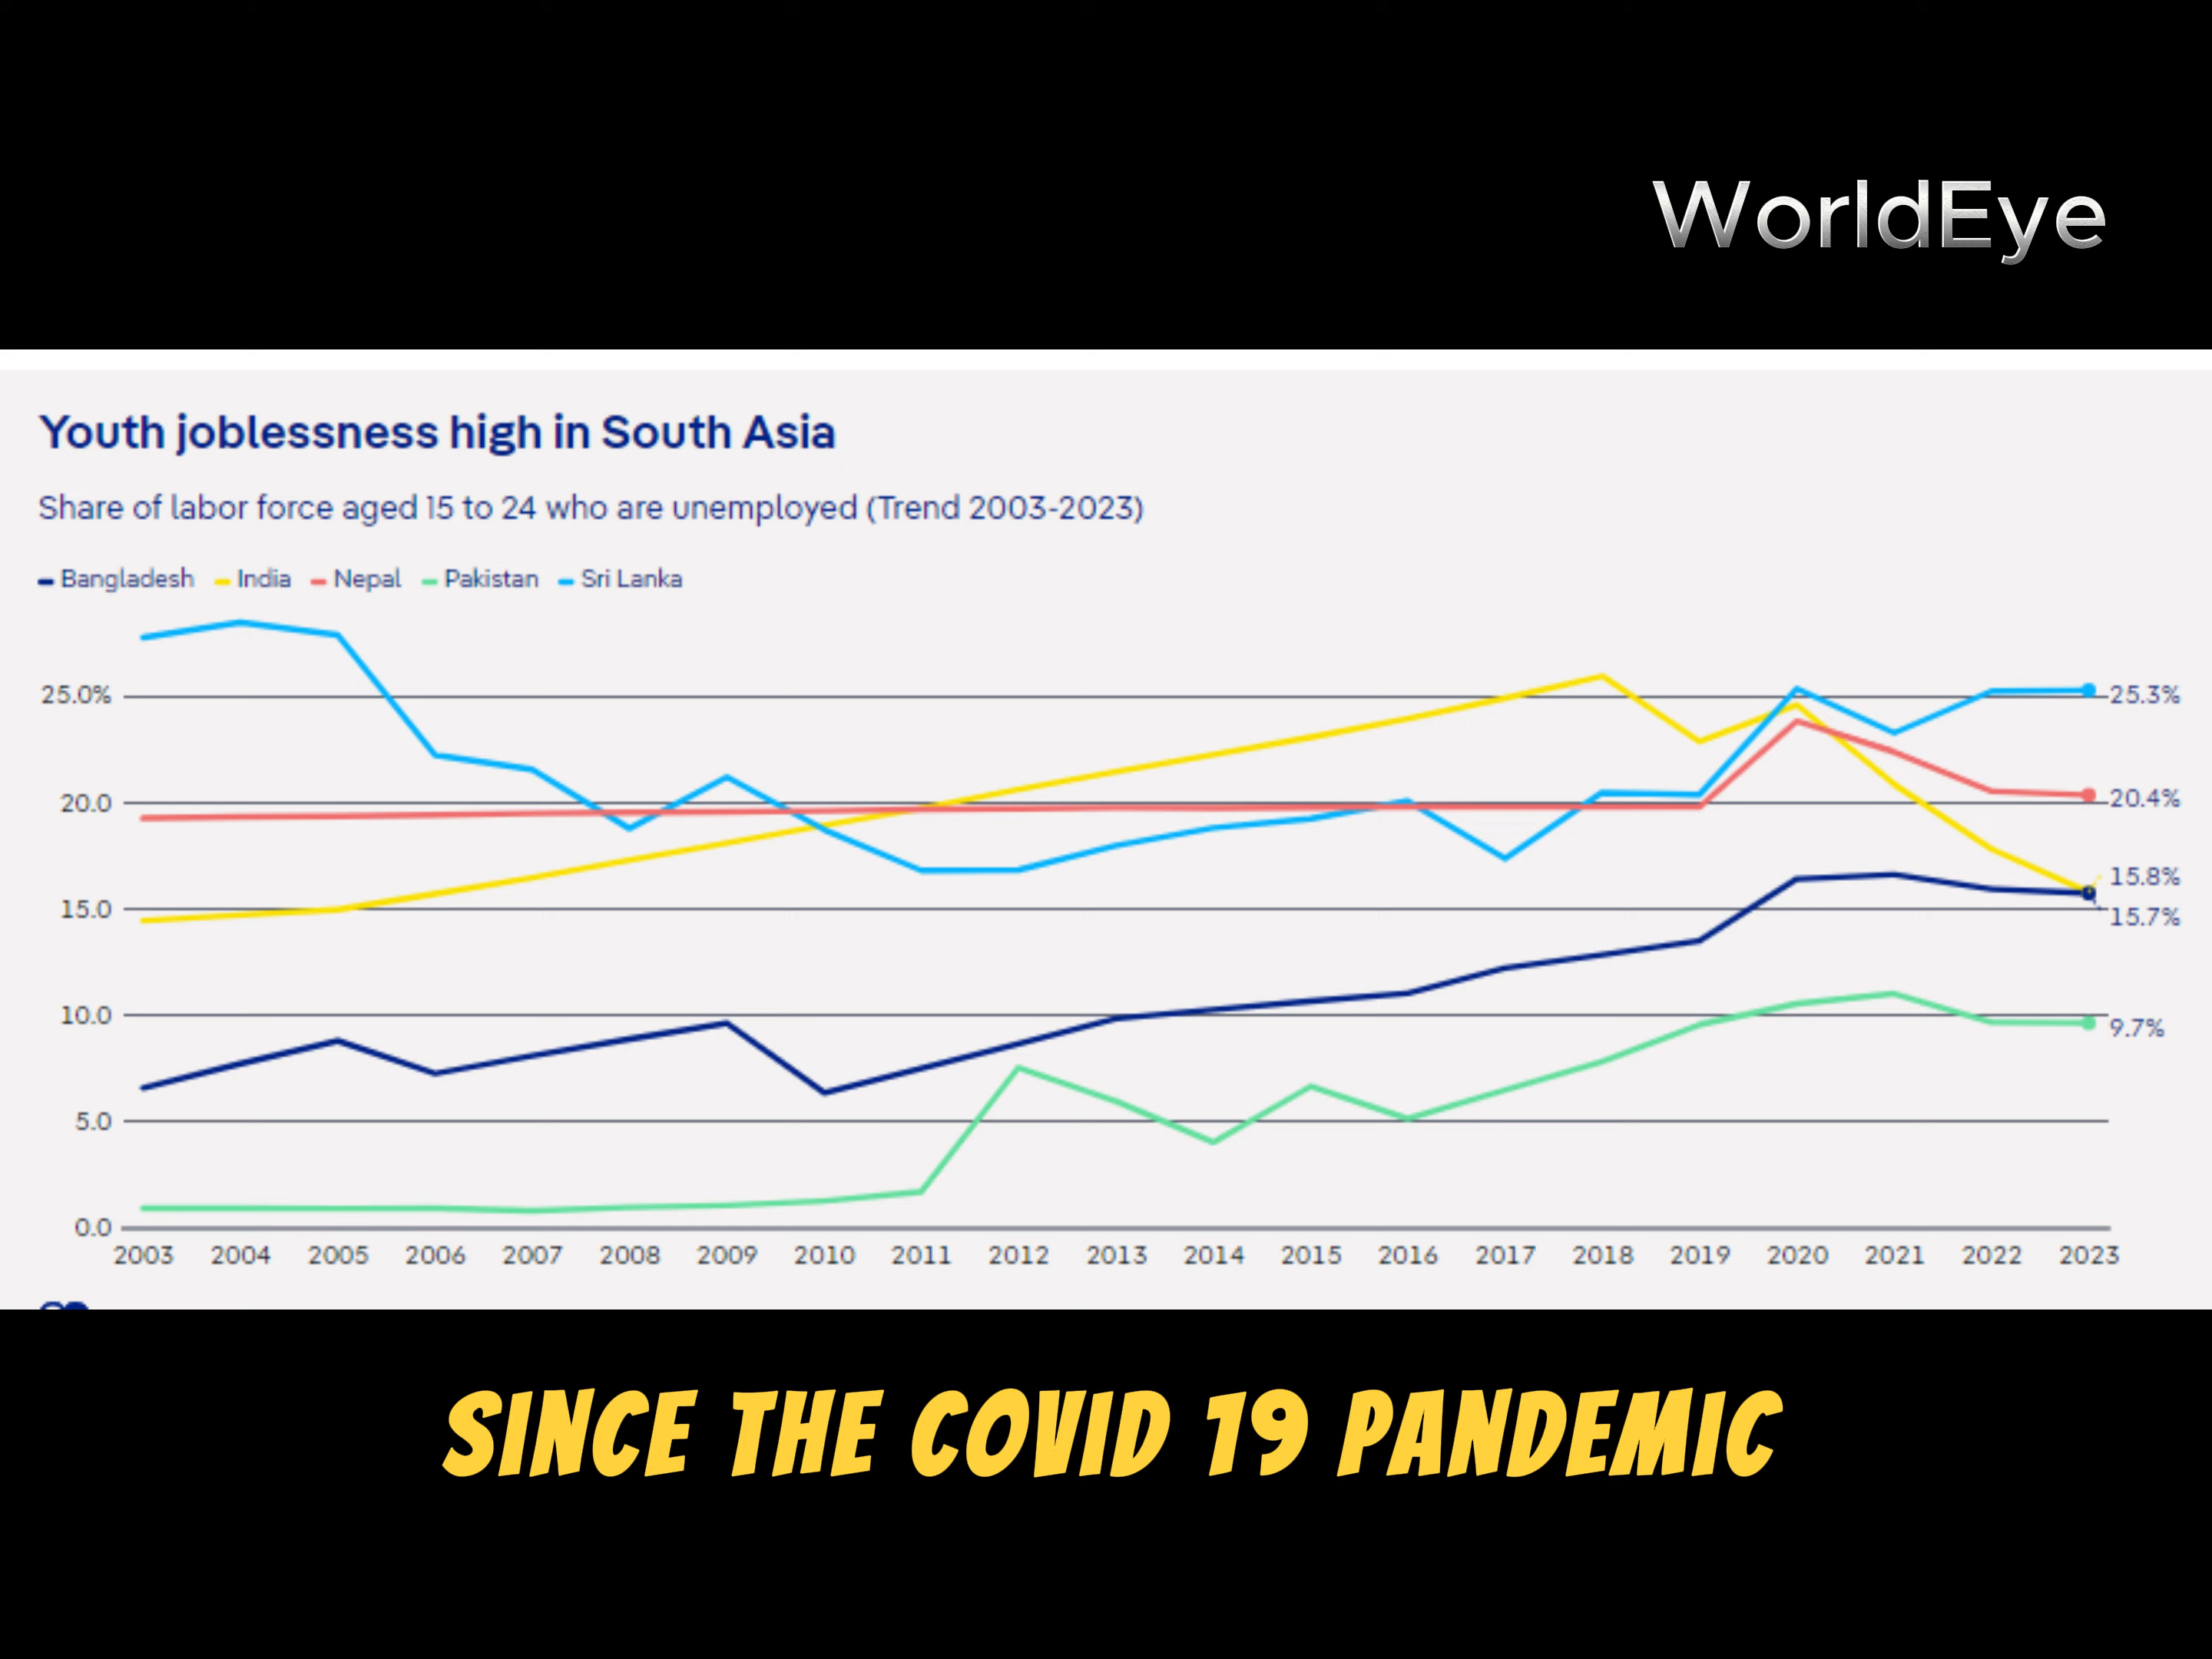 WorldEye
Youth joblessness high in South Asia
Share of labor force aged 15 to 24 who are unemployed (Trend 2003-2023)
Bangladesh India Nepal Pakistan Sri Lanka
25.0%
25.3%
20.0
20.4%
15.8%
15.0
15.7%
10.0
9.7%
5.0
0.0
2003 2004 2005 2006 2007 2008 2009 2010 2011 2012 2013 2014 2015 2016 2017 2018 2019 2020 2021 2022 2023
SINCE THE COVID 19 PANDEMIC